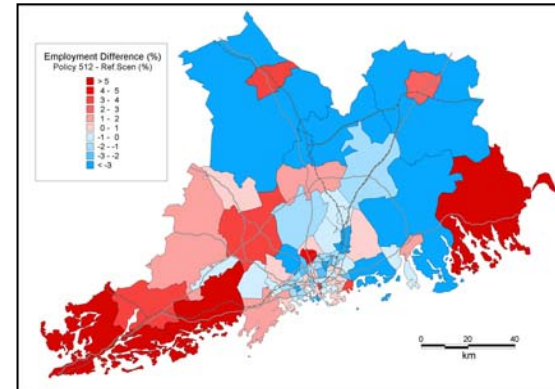 Employment Difference (%)
Policy 512 - Ref.Scen (%)
> 5
4 - 5
3 - 4
2 - 3
1 - 2
0 - 1
-1 - 0
-2 - -1
-3 - -2
< -3
0 20 40
km